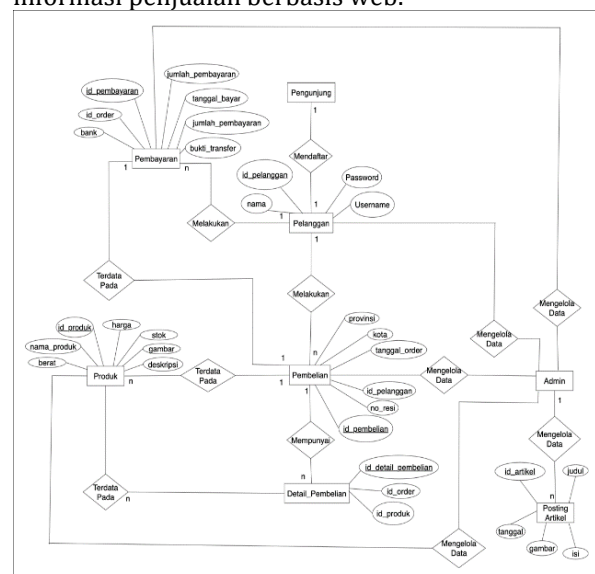 informasi penjualan berbasis web.
jumlah_pembayaran
id_pembayaran
tanggal_bayar
id_order
jumlah_pembayaran
bank
bukti_transfer
Pembayaran
1
n
Pengunjung
1
Mendaftar
id_pelanggan
Password
nama
1
Username
1
Pelanggan
1
Melakukan
Terdata
Pada
Melakukan
Mengelola
Data
Mengelola
Data
provinsi
kota
tanggal_order
n
id_produk
harga
stok
nama_produk
gambar
berat
deskripsi
Produk
n
Terdata
Pada
1
1
Pembelian
1
id_pelanggan
no_resi
id_pembelian
Mengelola
Data
Admin
1
Mempunyai
Mengelola
Data
n
id_detail_pembelian
Detail_Pembelian
id_order
id_produk
Terdata
Pada
n
id_artikel
judul
n
Posting
Artikel
tanggal
gambar
isi
Mengelola
Data